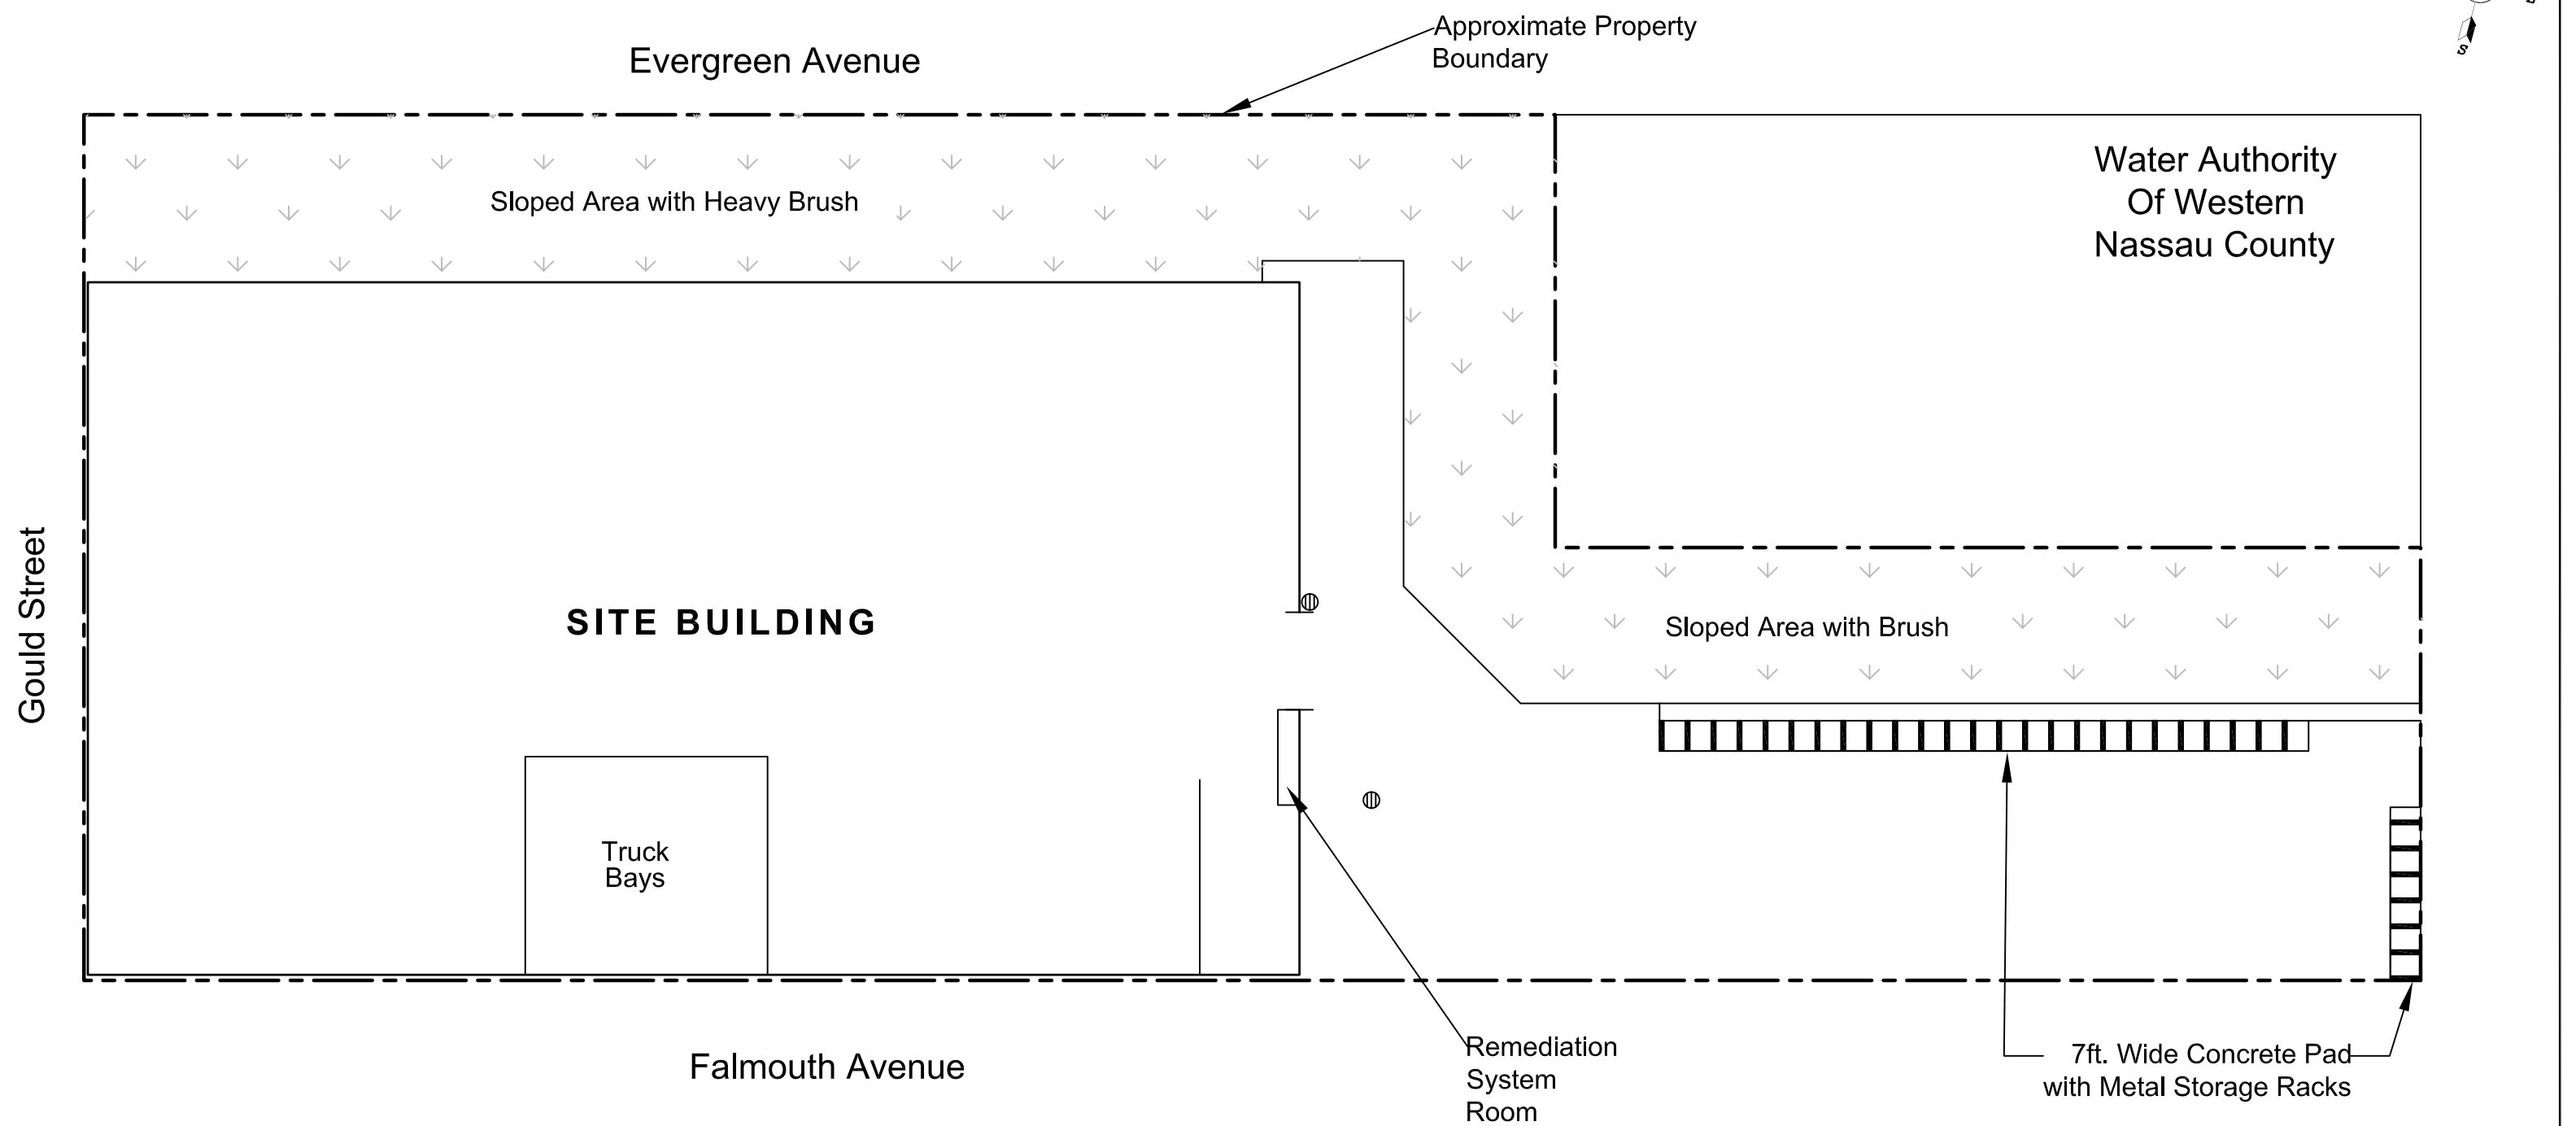 Approximate Property
Boundary
Evergreen Avenue
Water Authority
Of Western
Nassau County
Sloped Area with Heavy Brush
Gould Street
SITE BUILDING
Sloped Area with Brush
Truck
Bays
Falmouth Avenue
Remediation
System
Room
7ft. Wide Concrete Pad
with Metal Storage Racks
S